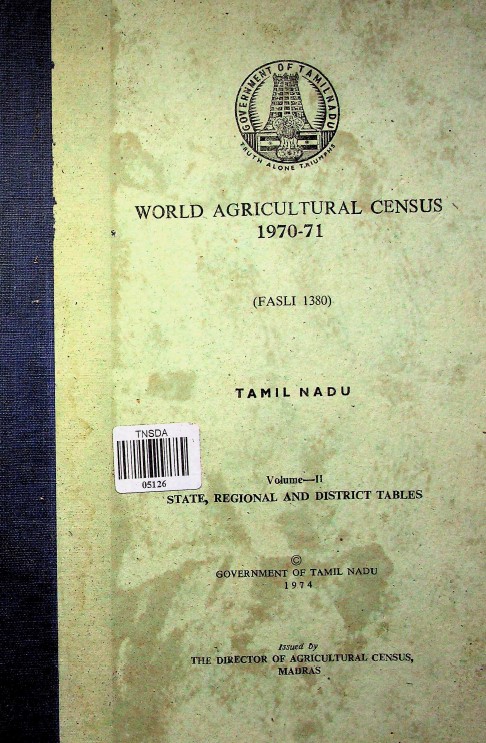 GOVERNMENT OF TAMILNADU
TRUTH ALONE TRIUMPHS
WORLD AGRICULTURAL CENSUS
1970-71
(FASLI 1380)
TAMIL NADU
TNSDA
05126
Volume—II
STATE, REGIONAL AND DISTRICT TABLES
©
GOVERNMENT OF TAMIL NADU
1974
Issued by
THE DIRECTOR OF AGRICULTURAL CENSUS,
MADRAS